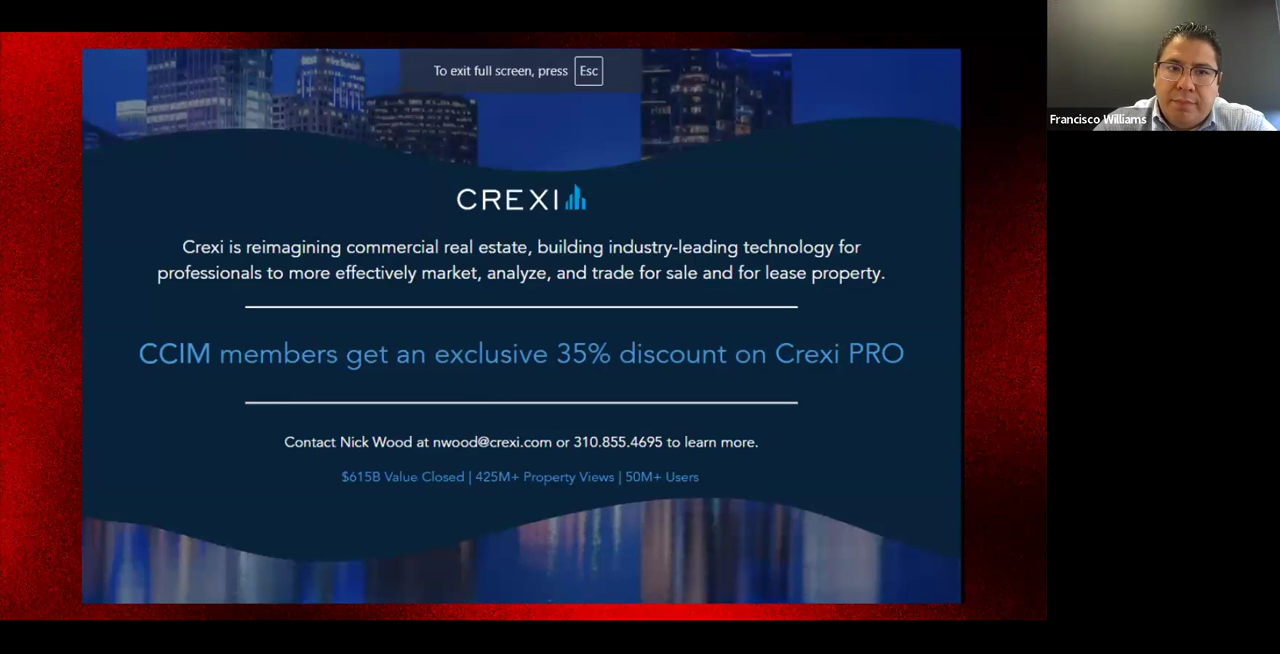 To exit full screen, press Esc
Francisco Williams
CREXI
Crexi is reimagining commercial real estate, building industry-leading technology for
professionals to more effectively market, analyze, and trade for sale and for lease property.
CCIM members get an exclusive 35% discount on Crexi PRO
Contact Nick Wood at nwood@crexi.com or 310.855.4695 to learn more.
$615B Value Closed | 425M+ Property Views | 50M+ Users